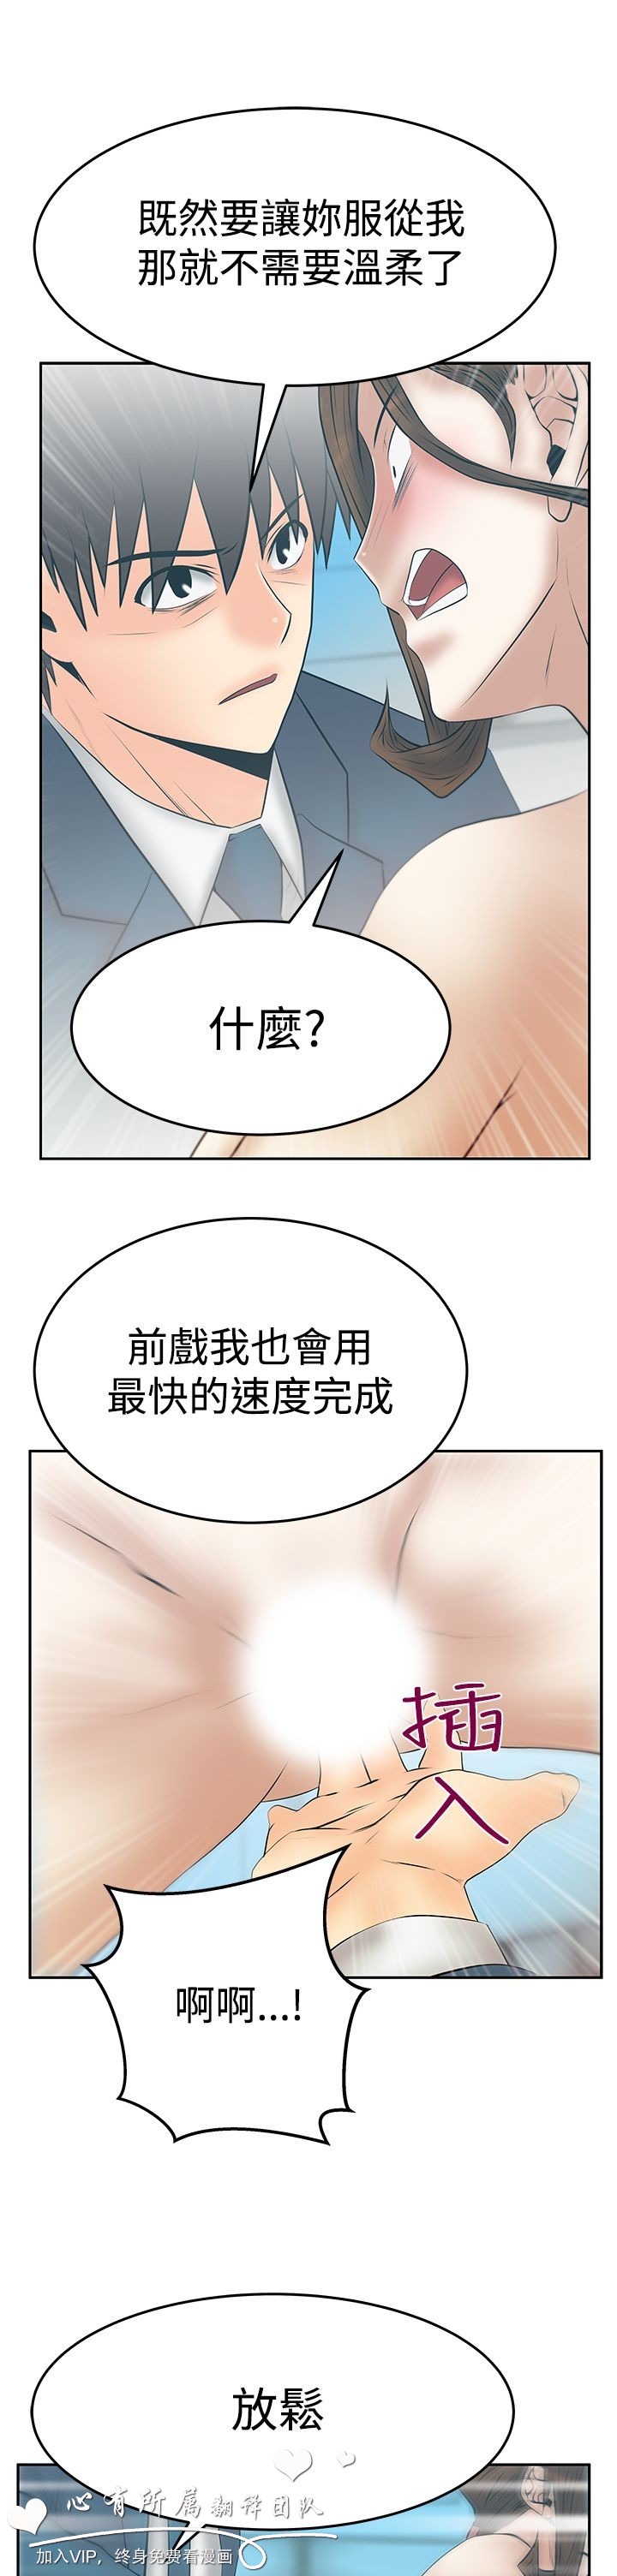 既然要讓妳服從我
那就不需要溫柔了
什麼?
前戲我也會用
最快的速度完成
插
入
啊啊...!
放鬆
心有所属翻译团队
加入VIP，终身免费看漫画